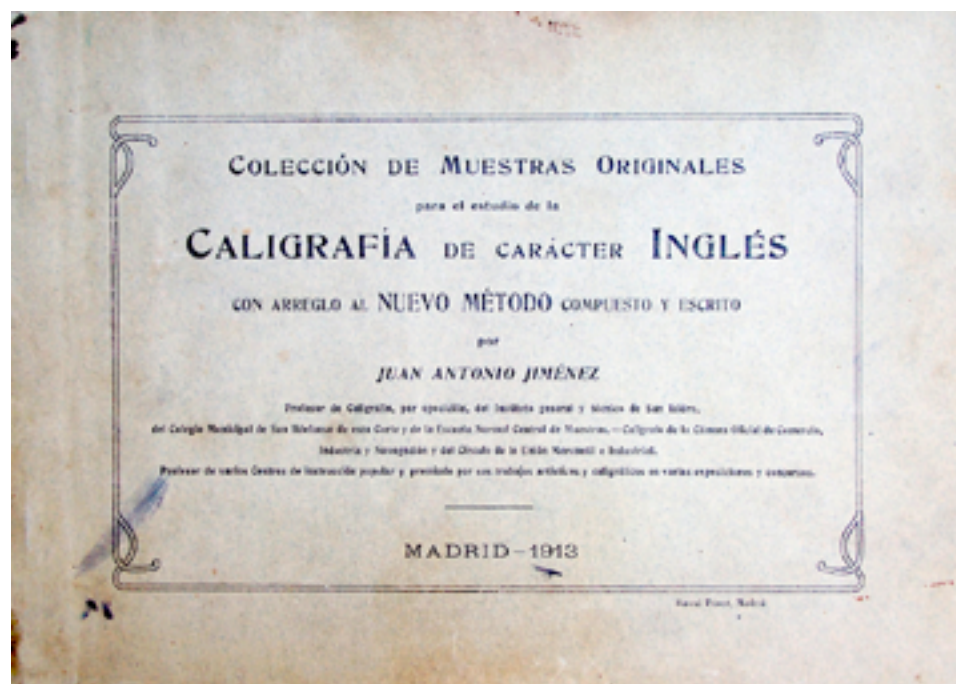 COLECCIÓN DE MUESTRAS ORIGINALES
para el estudio de la
CALIGRAFÍA DE CARÁCTER INGLÉS
CON ARREGLO AL NUEVO MÉTODO COMPUESTO Y ESCRITO
por
JUAN ANTONIO JIMÉNEZ
Profesor de Caligrafía, por oposición, del Instituto general y técnico de San Isidro,
del Colegio Municipal de San Ildefonso de esta Corte y de la Escuela Normal Central de Maestros, — Calígrafo de la Cámara Oficial de Comercio,
Industria y Navegación y del Círculo de la Unión Mercantil e Industrial.
Profesor de varios Centros de instrucción popular y premiado por sus trabajos artísticos y caligráficos en varias exposiciones y concursos.
MADRID-1913
Madrid